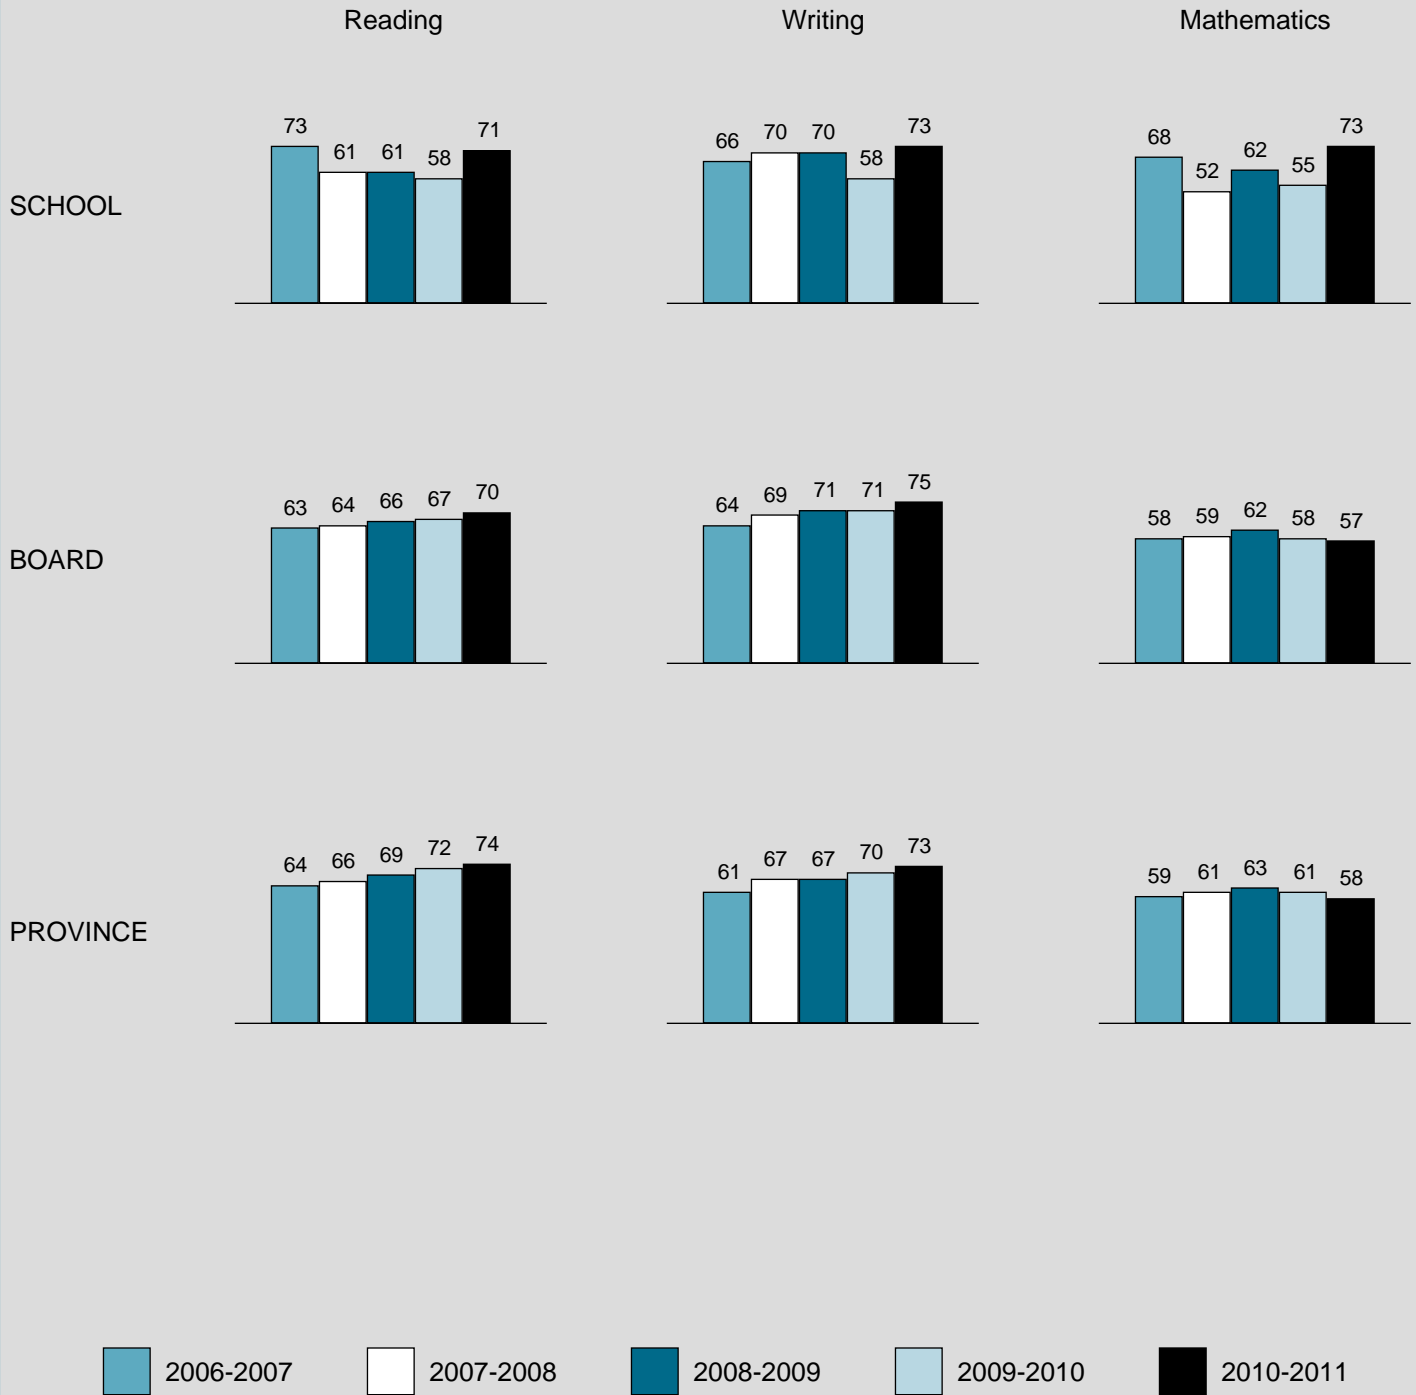 Reading Writing Mathematics
73 61 61 58 71 66 70 70 58 73 68 52 62 55 73
SCHOOL
63 64 66 67 70 64 69 71 71 75 58 59 62 58 57
BOARD
64 66 69 72 74 61 67 67 70 73 59 61 63 61 58
PROVINCE
2006-2007 2007-2008 2008-2009 2009-2010 2010-2011